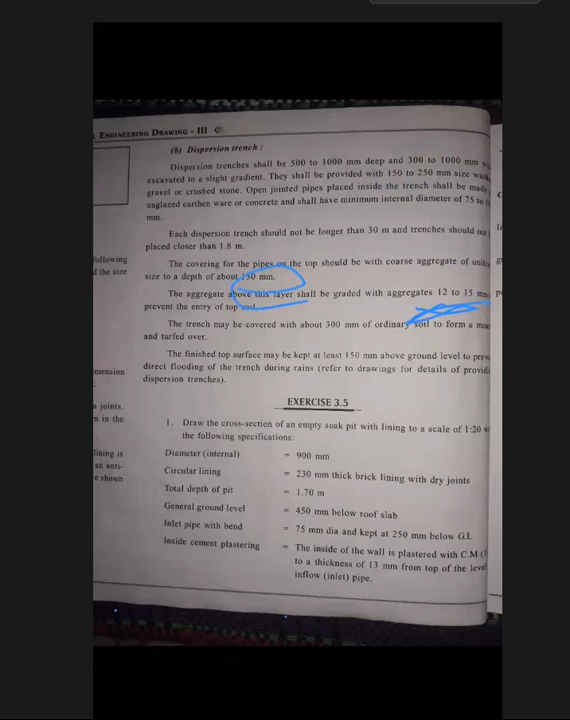 ENGINEERING DRAWING - III «
(b) Dispersion trench :
Dispersion trenches shall be 500 to 1000 mm deep and 300 to 1000 mm
excavated to a slight gradient. They shall be provided with 150 to 250 mm size
gravel or crushed stone. Open jointed pipes placed inside the trench shall be made
unglazed earthen ware or concrete and shall have minimum internal diameter of 75 to
mm.
Each dispersion trench should not be longer than 30 m and trenches should
placed closer than 1.8 m.
following
The covering for the pipes on the top should be with coarse aggregate of
d the size
size to a depth of about 150 mm.
The aggregate above this layer shall be graded with aggregates 12 to 15 mm
prevent the entry of top soil.
The trench may be covered with about 300 mm of ordinary soil to form a
and turfed over.
The finished top surface may be kept at least 150 mm above ground level to
mension
direct flooding of the trench during rains (refer to drawings for details of
dispersion trenches).
EXERCISE 3.5
joints.
in the
1. Draw the cross-section of an empty soak pit with lining to a scale of 1:20
the following specifications:
lining is
an anti-
shown
Diameter (internal) = 900 mm
Circular lining = 230 mm thick brick lining with dry joints
Total depth of pit = 1.70 m
General ground level = 450 mm below roof slab
Inlet pipe with bend = 75 mm dia and kept at 250 mm below G.L
Inside cement plastering = The inside of the wall is plastered with C.M
to a thickness of 13 mm from top of the
inflow (inlet) pipe.